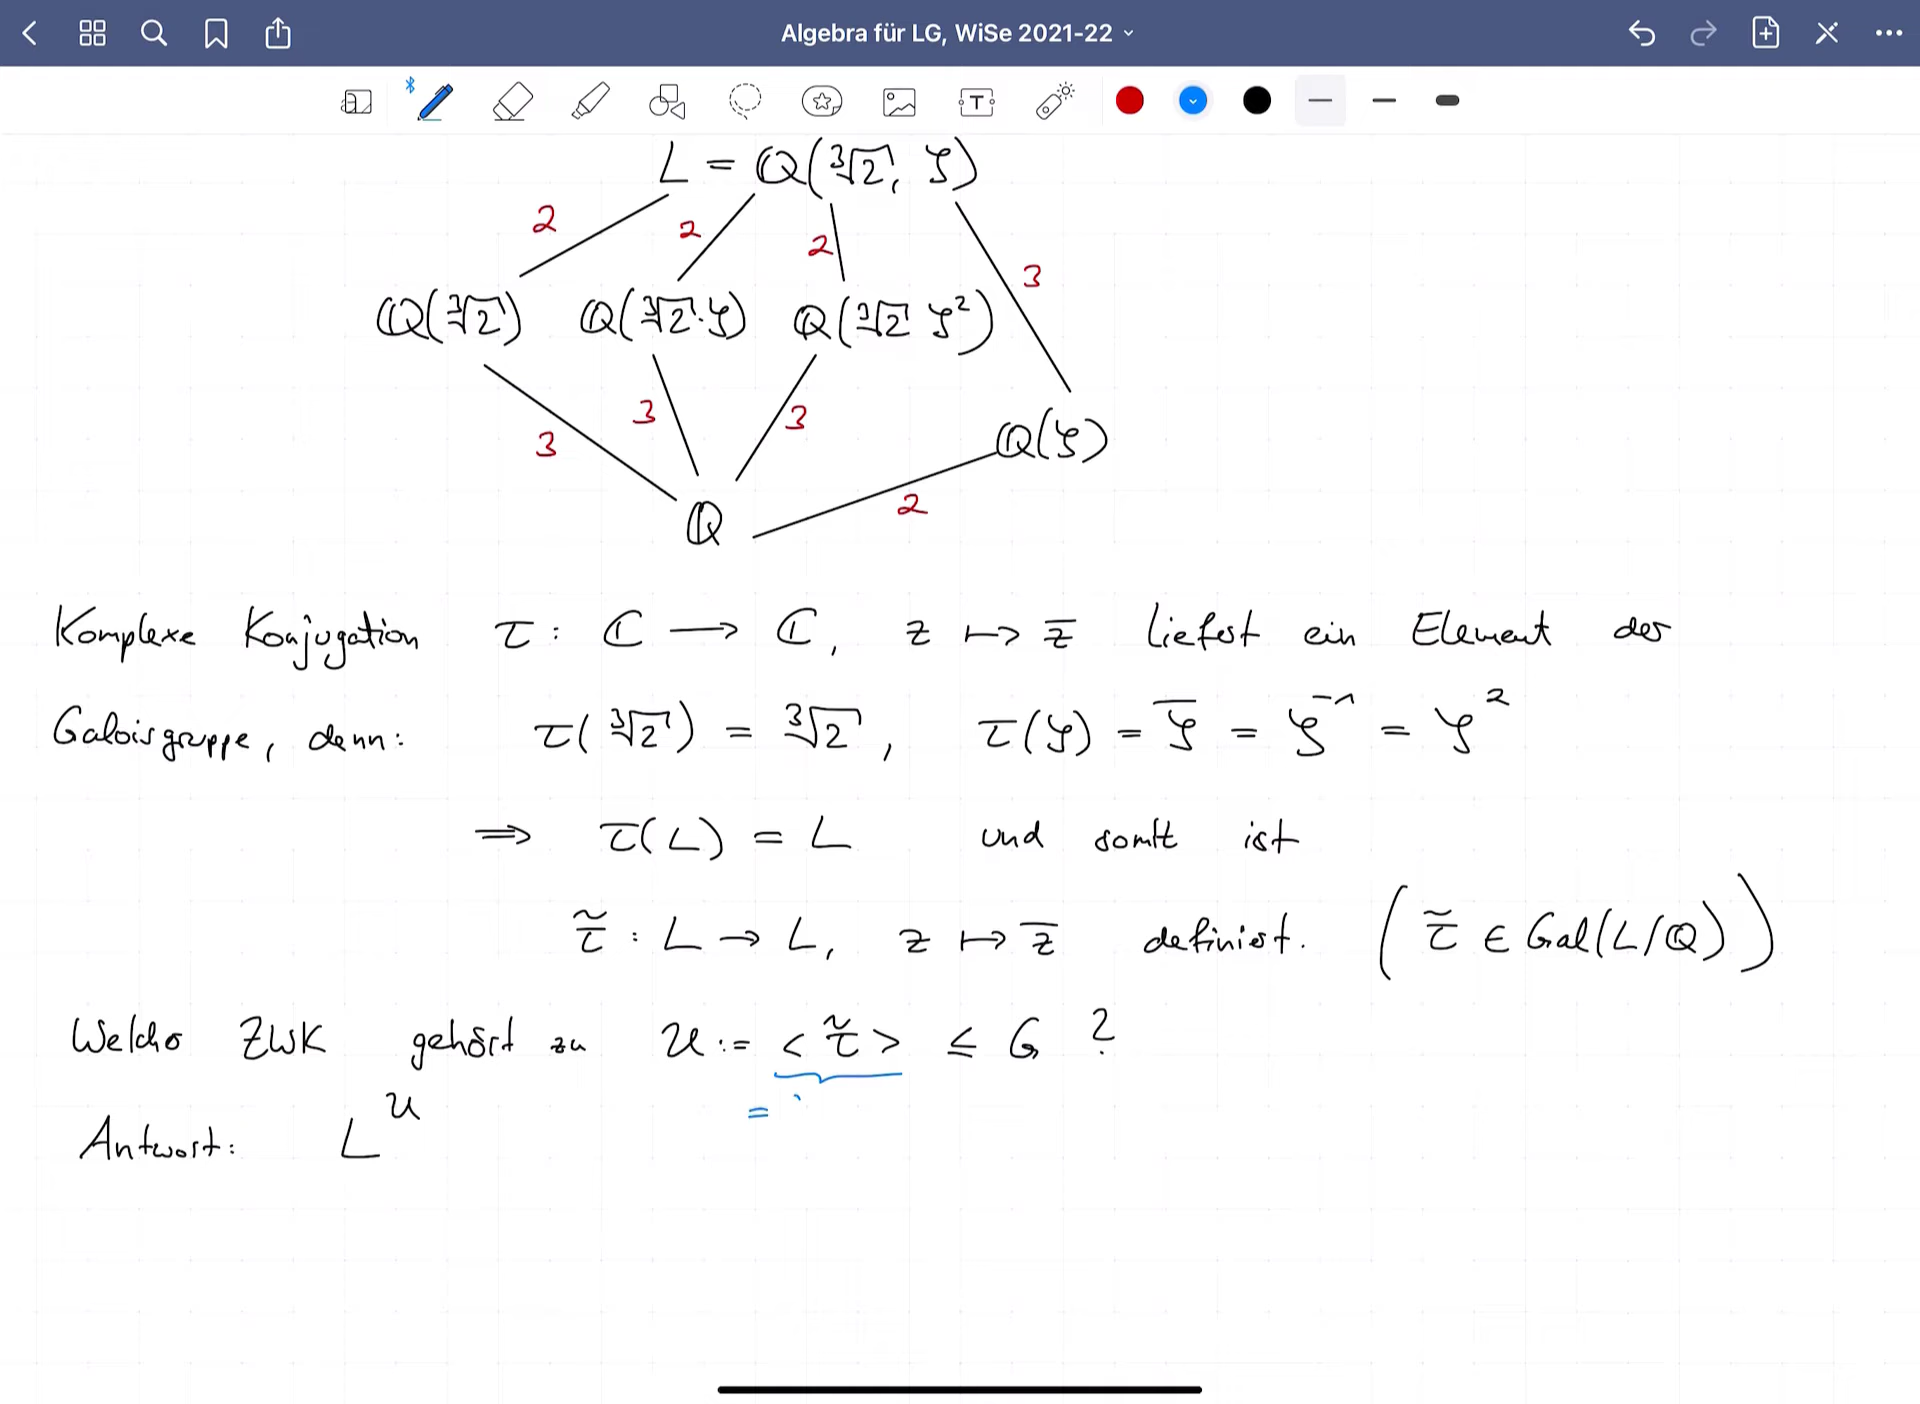 Algebra für LG, WiSe 2021-22
L = ℚ(∛2, ζ)
2 2 2 3
ℚ(∛2) ℚ(∛2·ζ) ℚ(∛2 ζ²)
3 3 3 ℚ(ζ)
2
ℚ
Komplexe Konjugation τ: ℂ → ℂ, z ↦ z̅ liefert ein Element der
Galoisgruppe, denn: τ(∛2) = ∛2, τ(ζ) = ζ̅ = ζ⁻¹ = ζ²
⇒ τ(L) = L und somit ist
τ̃ : L → L, z ↦ z̅ definiert. (τ̃ ∈ Gal(L/ℚ))
Welcher ZWK gehört zu U := <τ̃> ≤ G ?
=
Antwort: L^U